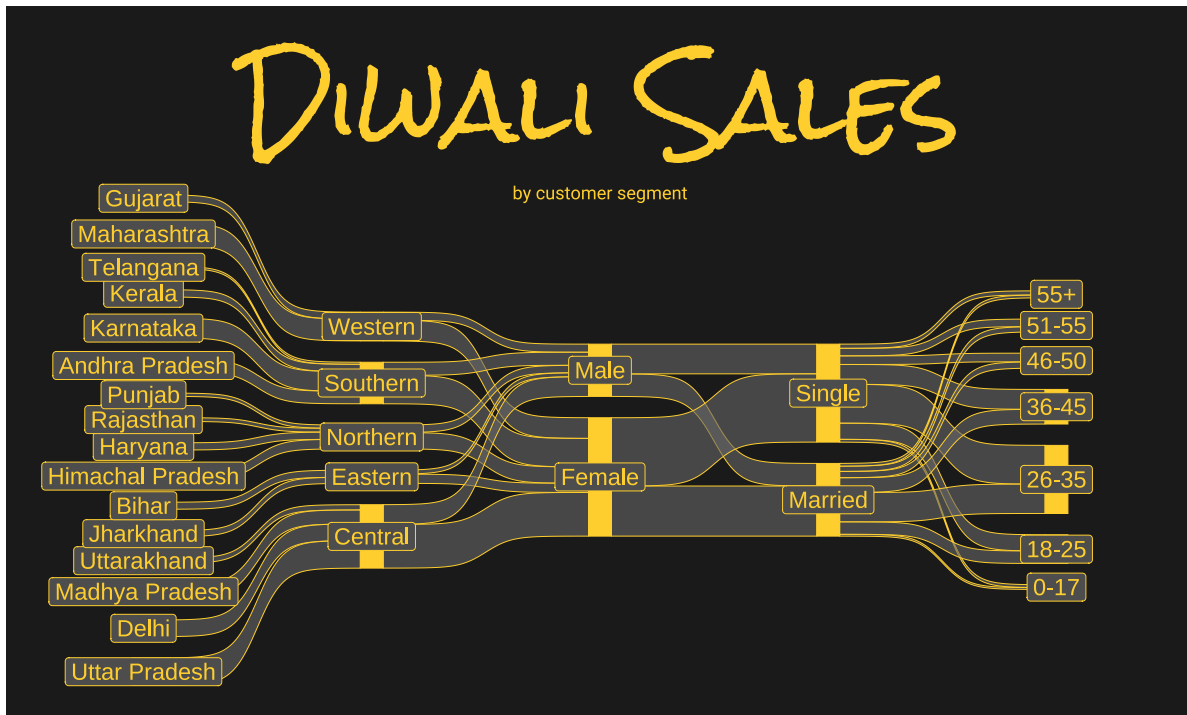 DIWALI SALES
by customer segment
Gujarat
Maharashtra
Telangana
Kerala
Karnataka
Andhra Pradesh
Punjab
Rajasthan
Haryana
Himachal Pradesh
Bihar
Jharkhand
Uttarakhand
Madhya Pradesh
Delhi
Uttar Pradesh
Western
Southern
Northern
Eastern
Central
Male
Female
Single
Married
55+
51-55
46-50
36-45
26-35
18-25
0-17